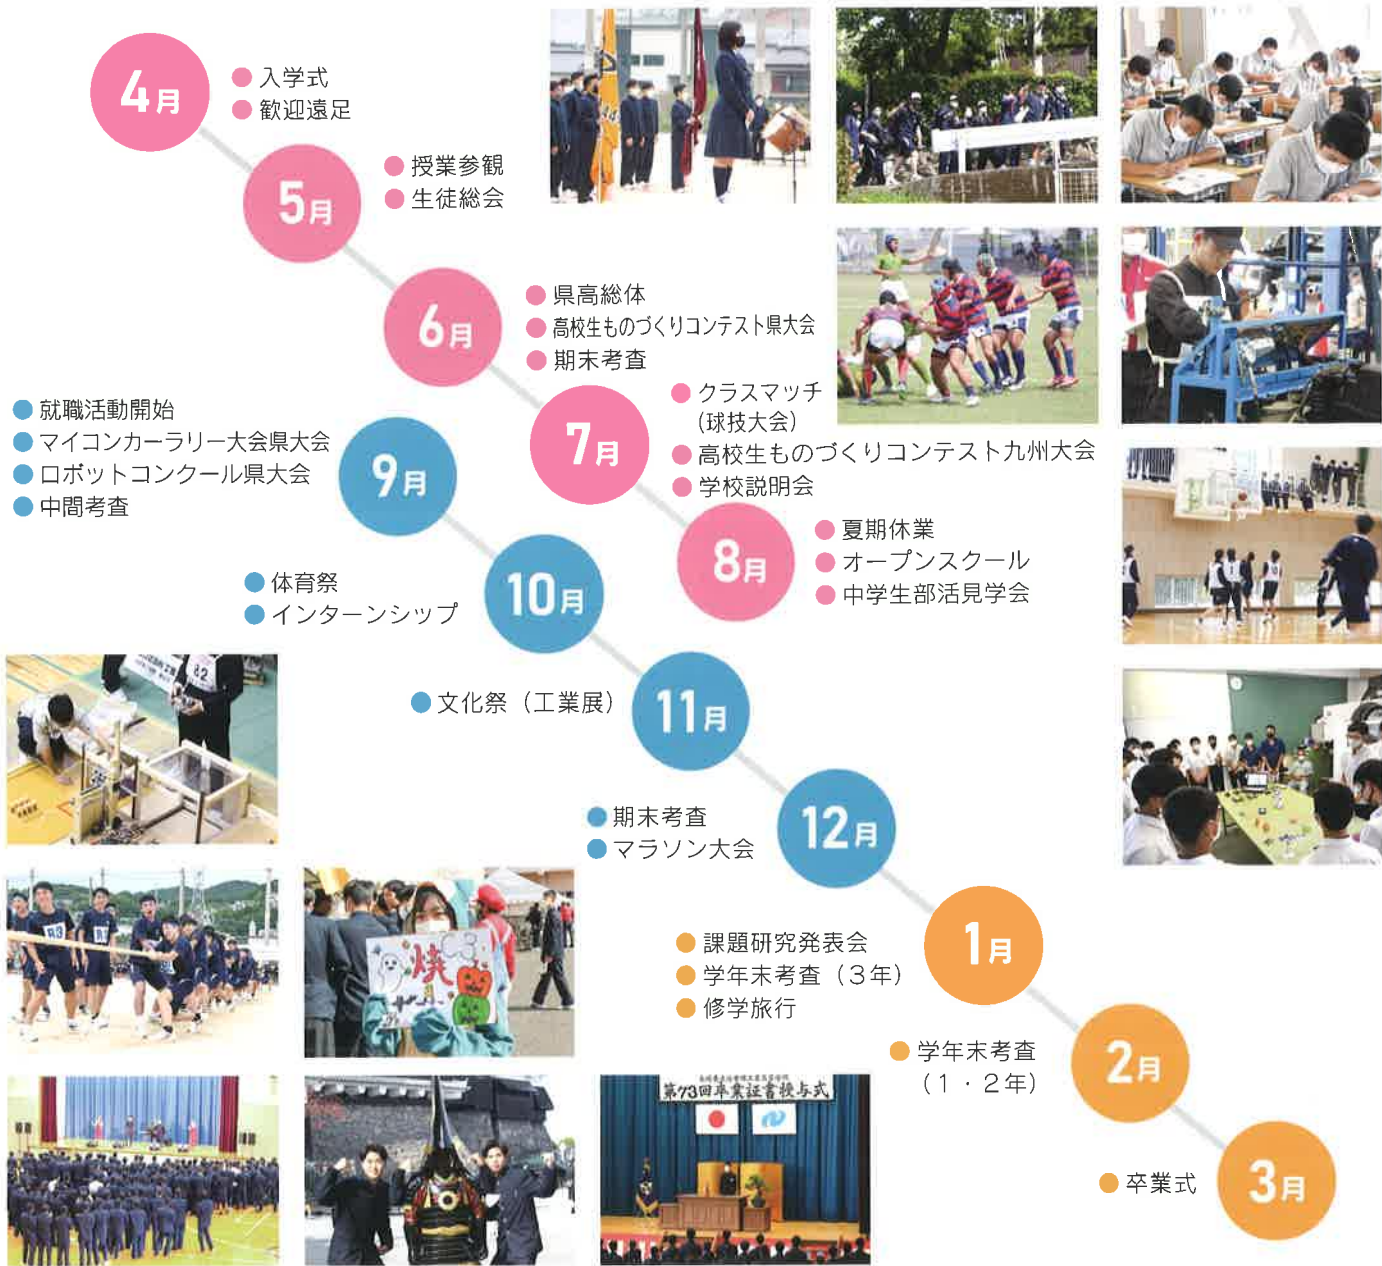 4月
入学式
歓迎遠足
5月
授業参観
生徒総会
6月
県高総体
高校生ものづくりコンテスト県大会
期末考査
7月
クラスマッチ
(球技大会)
高校生ものづくりコンテスト九州大会
学校説明会
8月
夏期休業
オープンスクール
中学生部活見学会
9月
就職活動開始
マイコンカーラリー大会県大会
ロボットコンクール県大会
中間考査
10月
体育祭
インターンシップ
11月
文化祭（工業展）
12月
期末考査
マラソン大会
1月
課題研究発表会
学年末考査（3年）
修学旅行
2月
学年末考査
（1・2年）
3月
卒業式
82
R3
焼
第73回卒業証書授与式